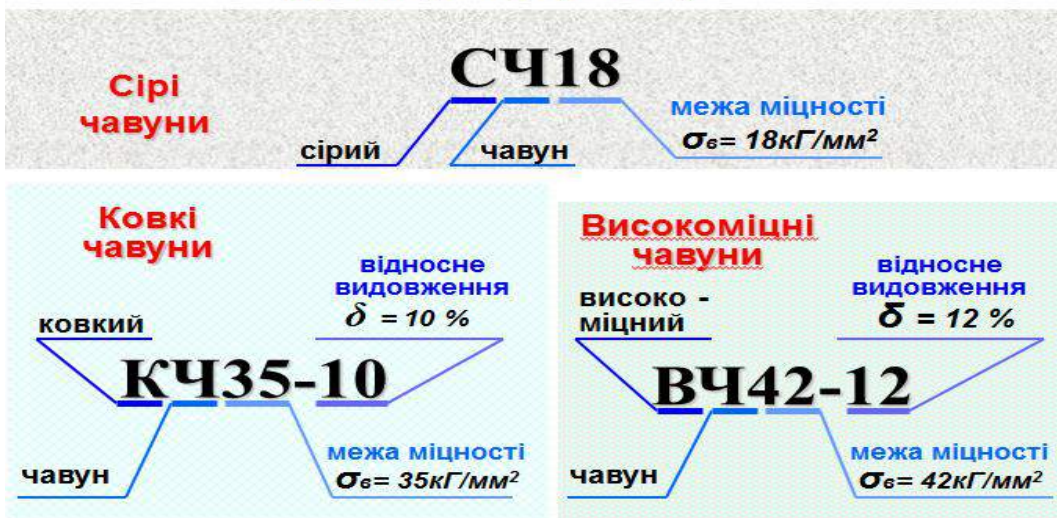 Сірі
чавуни
СЧ18
сірий
чавун
межа міцності
σв= 18кГ/мм²
Ковкі
чавуни
відносне
видовження
δ = 10 %
ковкий
КЧ35-10
чавун
межа міцності
σв= 35кГ/мм²
Високоміцні
чавуни
високо -
міцний
відносне
видовження
δ = 12 %
ВЧ42-12
чавун
межа міцності
σв= 42кГ/мм²